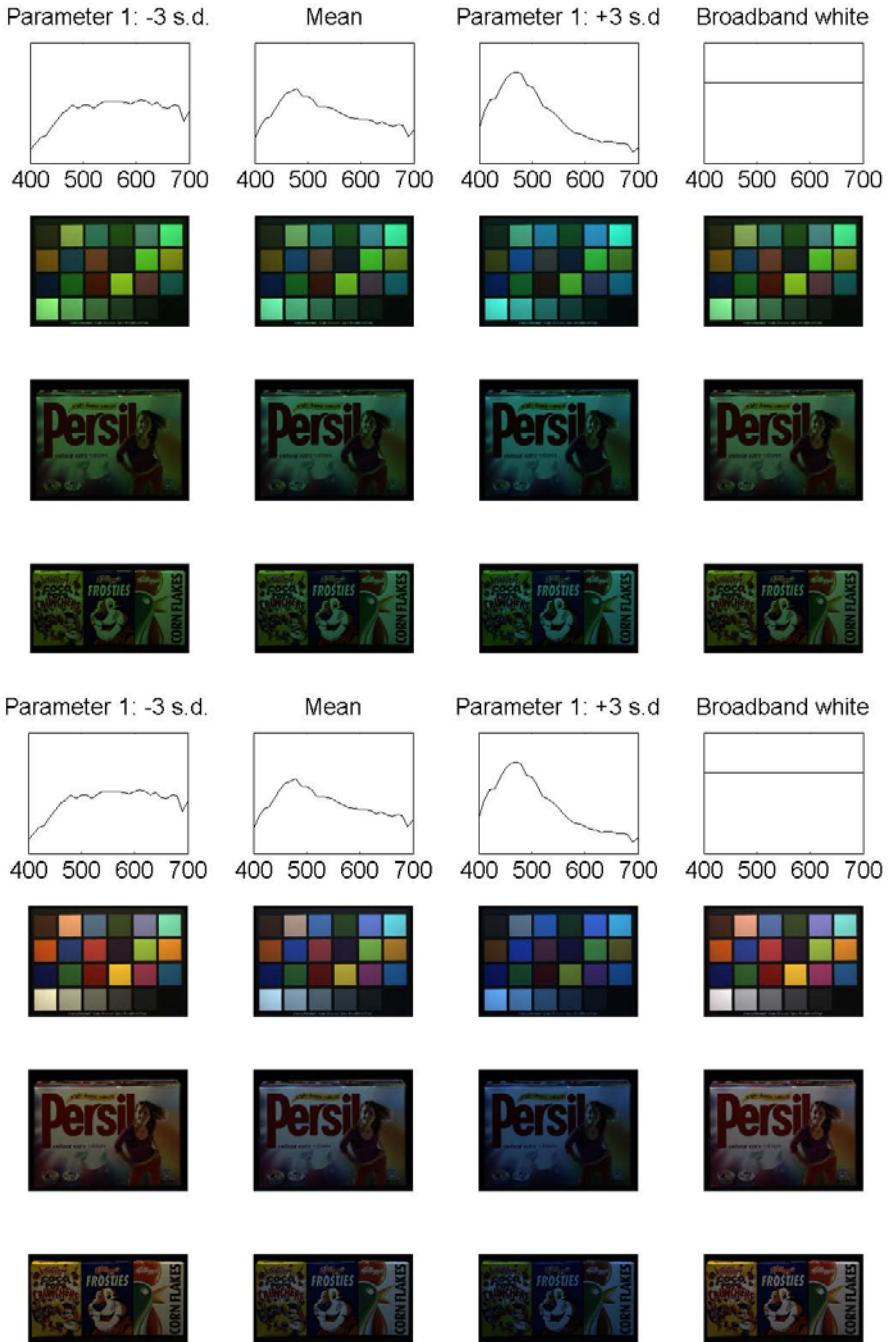 Parameter 1: -3 s.d. Mean Parameter 1: +3 s.d Broadband white
400 500 600 700 400 500 600 700 400 500 600 700 400 500 600 700
Persil Persil Persil Persil
FROSTIES CORN FLAKES FROSTIES CORN FLAKES FROSTIES CORN FLAKES FROSTIES CORN FLAKES
Parameter 1: -3 s.d. Mean Parameter 1: +3 s.d Broadband white
400 500 600 700 400 500 600 700 400 500 600 700 400 500 600 700
Persil Persil Persil Persil
FROSTIES CORN FLAKES FROSTIES CORN FLAKES FROSTIES CORN FLAKES FROSTIES CORN FLAKES